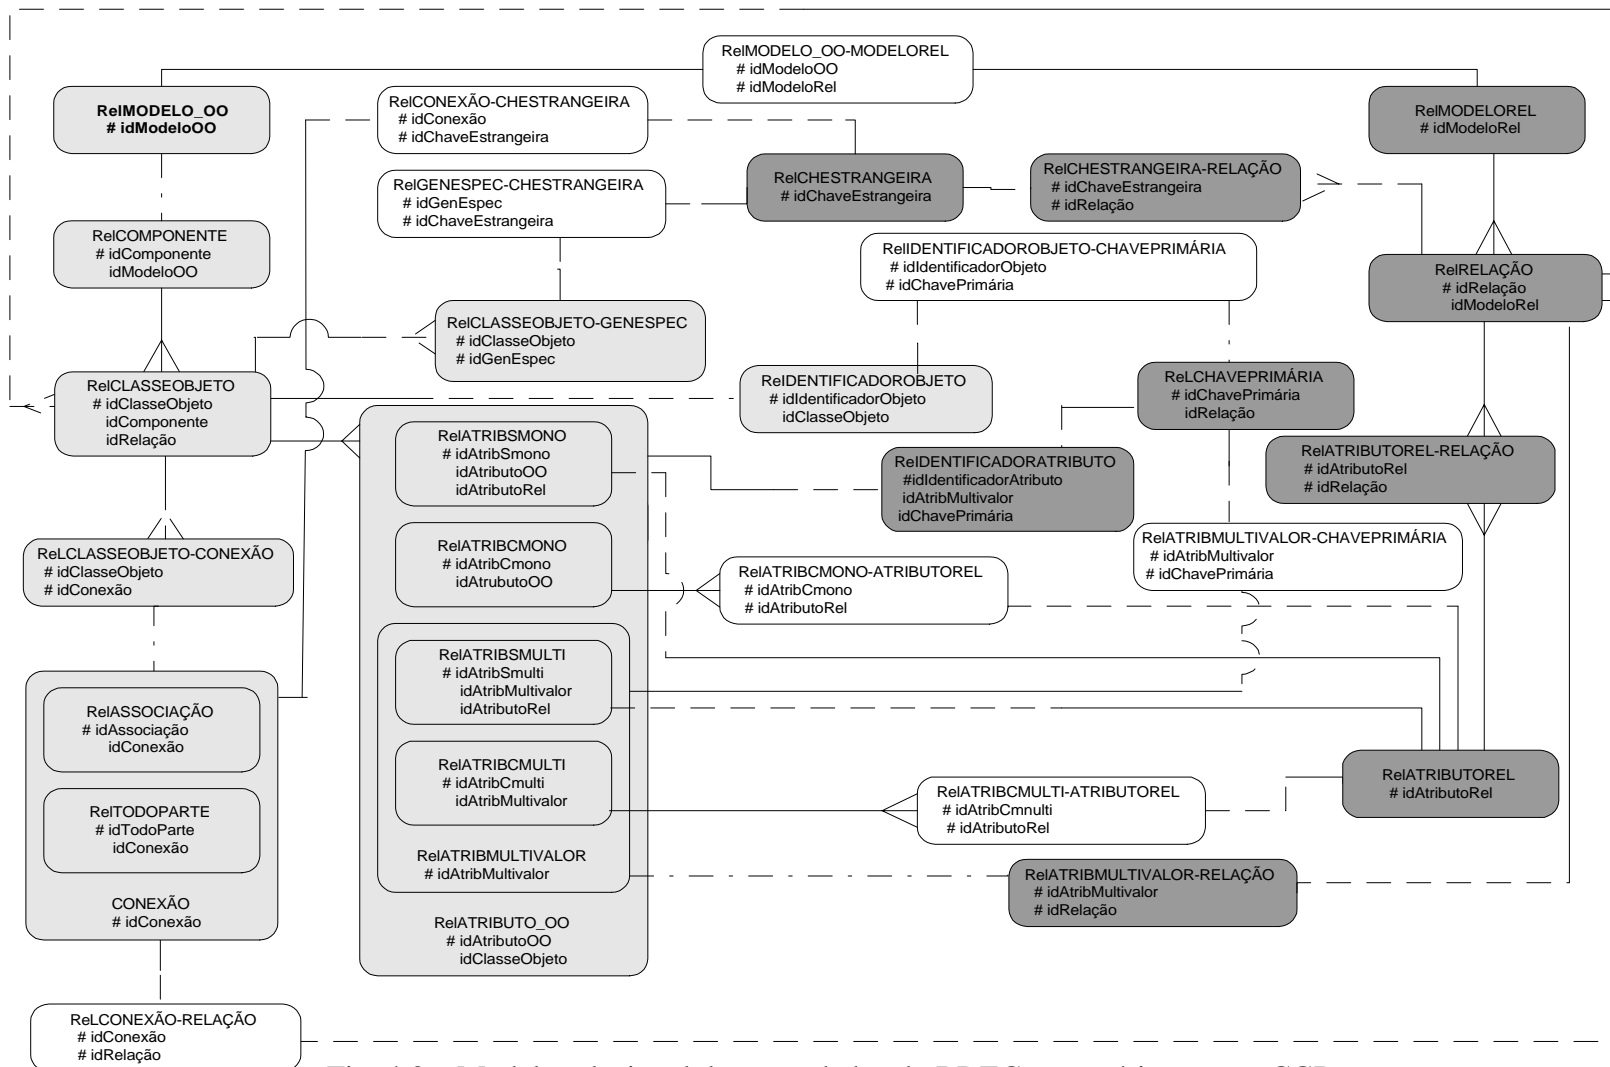 RelMODELO_OO-MODELOREL
# idModeloOO
# idModeloRel
RelMODELO_OO
# idModeloOO
RelCONEXÃO-CHESTRANGEIRA
# idConexão
# idChaveEstrangeira
RelMODELOREL
# idModeloRel
RelGENESPEC-CHESTRANGEIRA
# idGenEspec
# idChaveEstrangeira
RelCHESTRANGEIRA
# idChaveEstrangeira
RelCHESTRANGEIRA-RELAÇÃO
# idChaveEstrangeira
# idRelação
RelCOMPONENTE
# idComponente
idModeloOO
RelIDENTIFICADOROBJETO-CHAVEPRIMÁRIA
# idIdentificadorObjeto
# idChavePrimária
RelRELAÇÃO
# idRelação
idModeloRel
RelCLASSEOBJETO-GENESPEC
# idClasseObjeto
# idGenEspec
RelCLASSEOBJETO
# idClasseObjeto
idComponente
idRelação
RelIDENTIFICADOROBJETO
# idIdentificadorObjeto
idClasseObjeto
ReLCHAVEPRIMÁRIA
# idChavePrimária
idRelação
RelATRIBSMONO
# idAtribSmono
idAtributoOO
idAtributoRel
RelIDENTIFICADORATRIBUTO
#idIdentificadorAtributo
idAtribMultivalor
idChavePrimária
RelATRIBUTOREL-RELAÇÃO
# idAtributoRel
# idRelação
ReLCLASSEOBJETO-CONEXÃO
# idClasseObjeto
# idConexão
RelATRIBCMONO
# idAtribCmono
idAtrubutoOO
RelATRIBCMONO-ATRIBUTOREL
# idAtribCmono
# idAtributoRel
RelATRIBMULTIVALOR-CHAVEPRIMÁRIA
# idAtribMultivalor
# idChavePrimária
RelATRIBSMULTI
# idAtribSmulti
idAtribMultivalor
idAtributoRel
RelASSOCIAÇÃO
# idAssociação
idConexão
RelATRIBCMULTI
# idAtribCmulti
idAtribMultivalor
RelATRIBCMULTI-ATRIBUTOREL
# idAtribCmnulti
# idAtributoRel
RelATRIBUTOREL
# idAtributoRel
RelTODOPARTE
# idTodoParte
idConexão
RelATRIBMULTIVALOR
# idAtribMultivalor
RelATRIBMULTIVALOR-RELAÇÃO
# idAtribMultivalor
# idRelação
CONEXÃO
# idConexão
RelATRIBUTO_OO
# idAtributoOO
idClasseObjeto
ReLCONEXÃO-RELAÇÃO
# idConexão
# idRelação